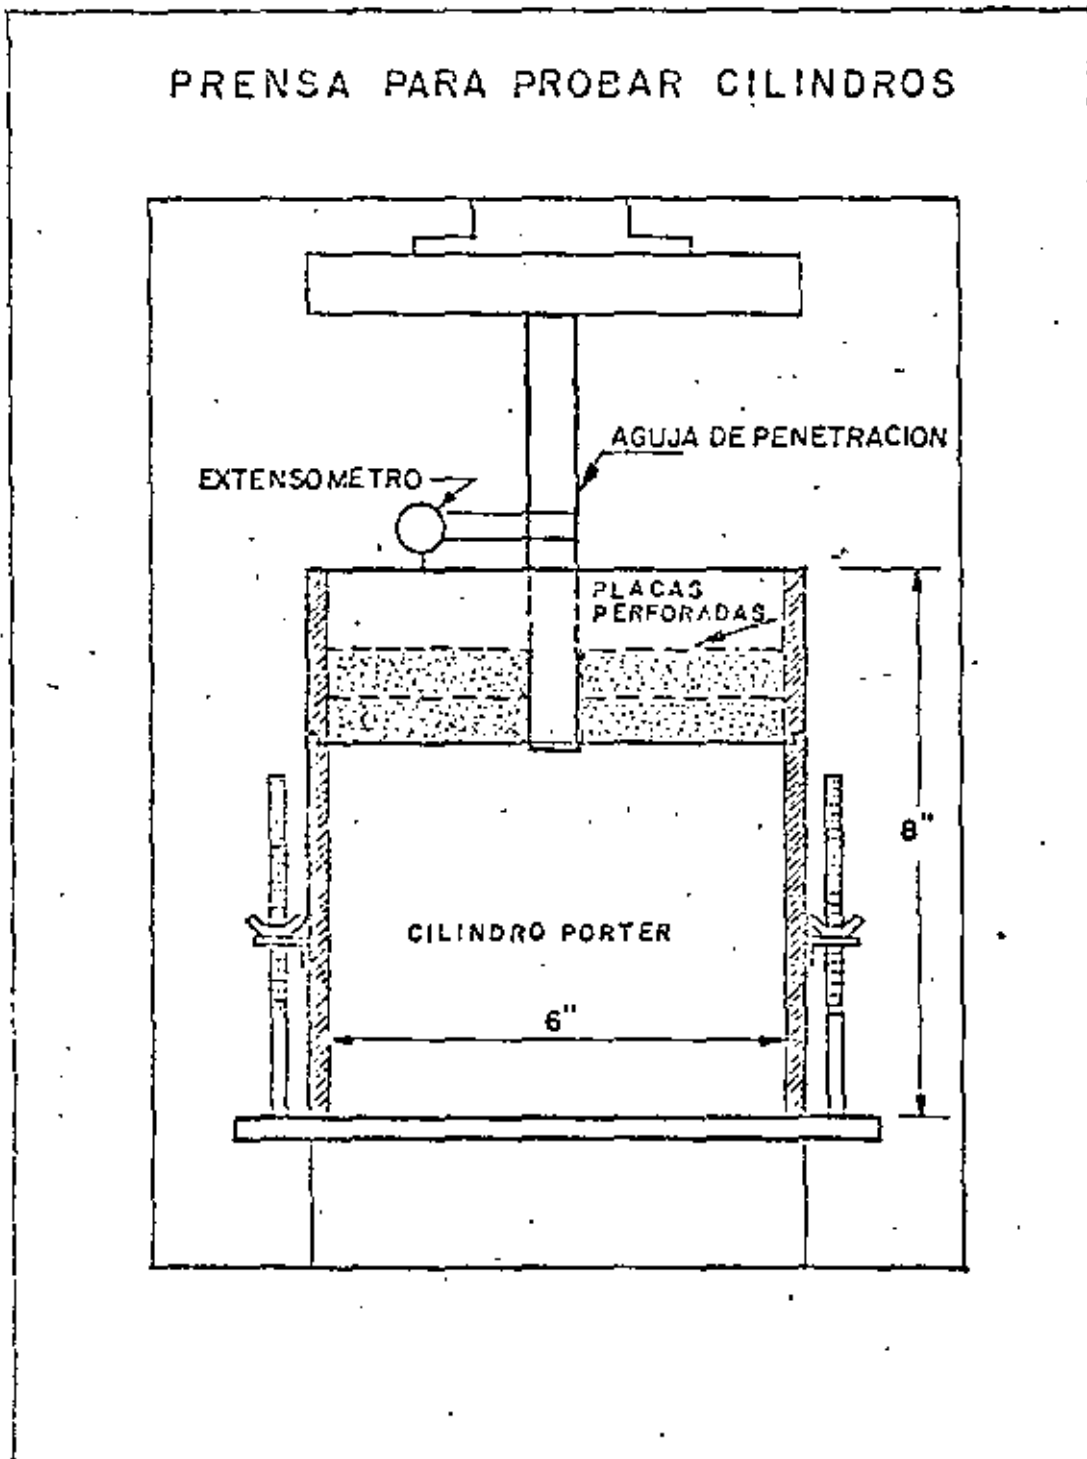 PRENSA PARA PROBAR CILINDROS
AGUJA DE PENETRACION
EXTENSOMETRO
PLACAS
PERFORADAS
8"
CILINDRO PORTER
6"